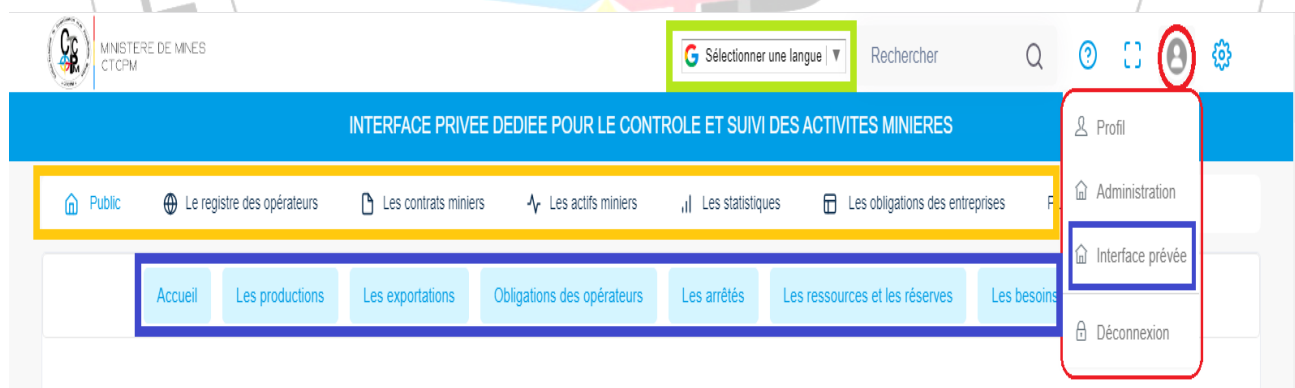 MINISTERE DE MINES
CTCPM
Sélectionner une langue
Rechercher
INTERFACE PRIVEE DEDIEE POUR LE CONTROLE ET SUIVI DES ACTIVITES MINIERES
Public Le registre des opérateurs Les contrats miniers Les actifs miniers Les statistiques Les obligations des entreprises
Accueil Les productions Les exportations Obligations des opérateurs Les arrêtés Les ressources et les réserves Les besoins
Profil
Administration
Interface prévée
Déconnexion